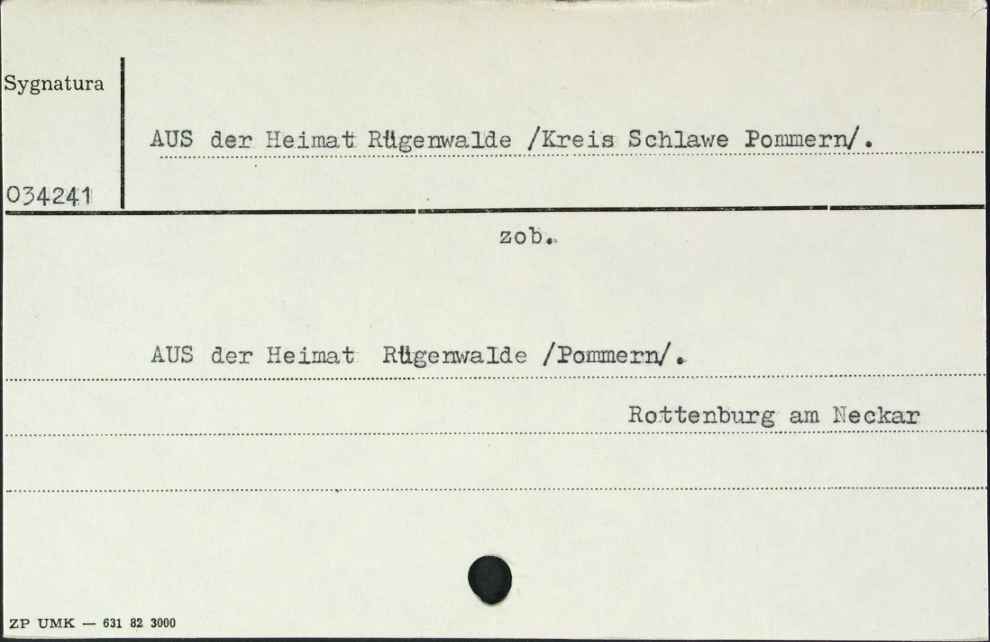 Sygnatura
AUS der Heimat Rügenwalde /Kreis Schlawe Pommern/.
034241
zob.
AUS der Heimat Rügenwalde /Pommern/.
Rottenburg am Neckar
ZP UMK — 631 82 3000